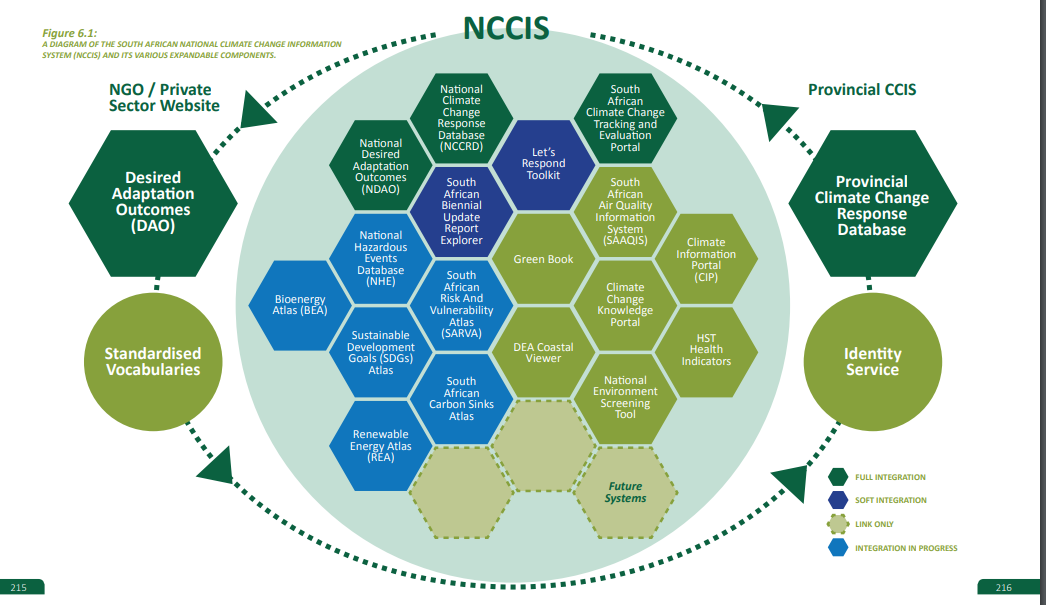 NCCIS
Figure 6.1:
A DIAGRAM OF THE SOUTH AFRICAN NATIONAL CLIMATE CHANGE INFORMATION
SYSTEM (NCCIS) AND ITS VARIOUS EXPANDABLE COMPONENTS.
NGO / Private
Sector Website
Provincial CCIS
Desired
Adaptation
Outcomes
(DAO)
Standardised
Vocabularies
National
Climate
Change
Response
Database
(NCCRD)
South
African
Climate Change
Tracking and
Evaluation
Portal
National
Desired
Adaptation
Outcomes
(NDAO)
Let's
Respond
Toolkit
South
African
Biennial
Update
Report
Explorer
South
African
Air Quality
Information
System
(SAAQIS)
National
Hazardous
Events
Database
(NHE)
Green Book
Climate
Information
Portal
(CIP)
Bioenergy
Atlas (BEA)
South
African
Risk And
Vulnerability
Atlas
(SARVA)
Climate
Change
Knowledge
Portal
Sustainable
Development
Goals (SDGs)
Atlas
DEA Coastal
Viewer
HST
Health
Indicators
South
African
Carbon Sinks
Atlas
National
Environment
Screening
Tool
Renewable
Energy Atlas
(REA)
Future
Systems
Provincial
Climate Change
Response
Database
Identity
Service
FULL INTEGRATION
SOFT INTEGRATION
LINK ONLY
INTEGRATION IN PROGRESS
215
216